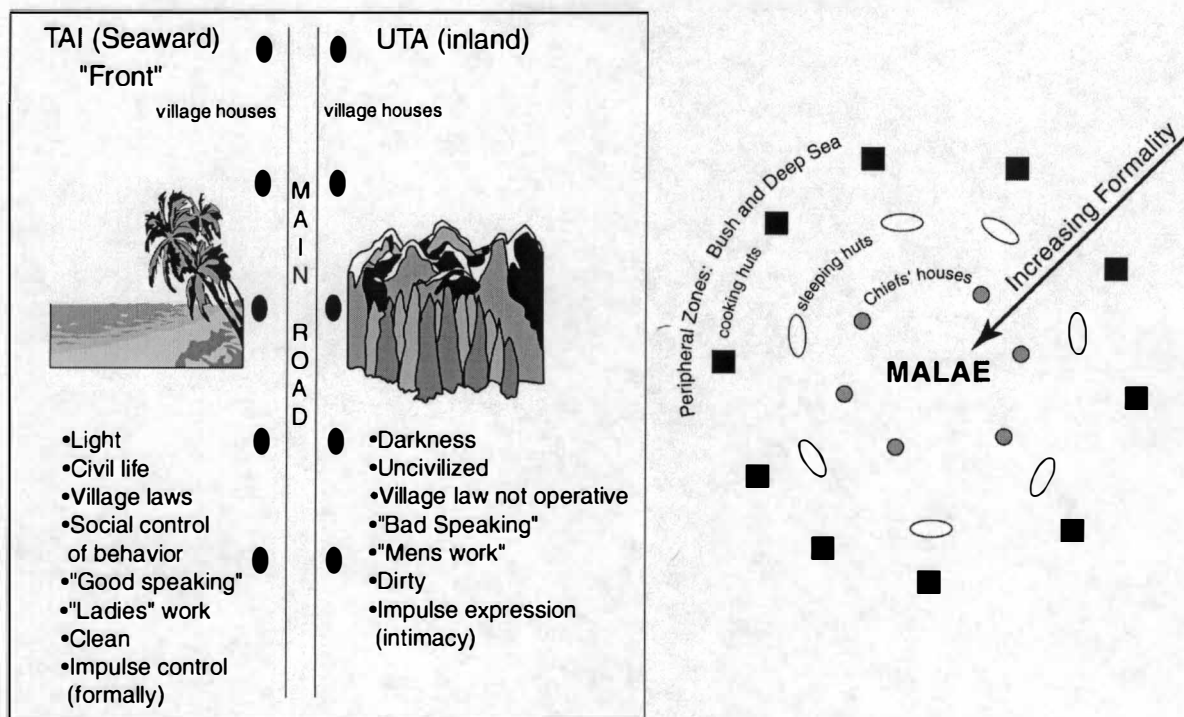 TAI (Seaward)
"Front"
village houses
UTA (inland)
village houses
MAIN ROAD
•Light
•Civil life
•Village laws
•Social control
of behavior
•"Good speaking"
•"Ladies" work
•Clean
•Impulse control
(formally)
•Darkness
•Uncivilized
•Village law not operative
•"Bad Speaking"
•"Mens work"
•Dirty
•Impulse expression
(intimacy)
Peripheral Zones: Bush and Deep Sea
cooking huts
sleeping huts
Chiefs' houses
Increasing Formality
MALAE